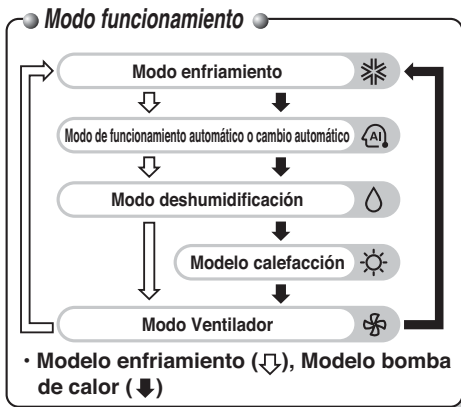 Modo funcionamiento
Modo enfriamiento
Modo de funcionamiento automático o cambio automático
AI
Modo deshumidificación
Modelo calefacción
Modo Ventilador
· Modelo enfriamiento (⇩), Modelo bomba
de calor (⬇)